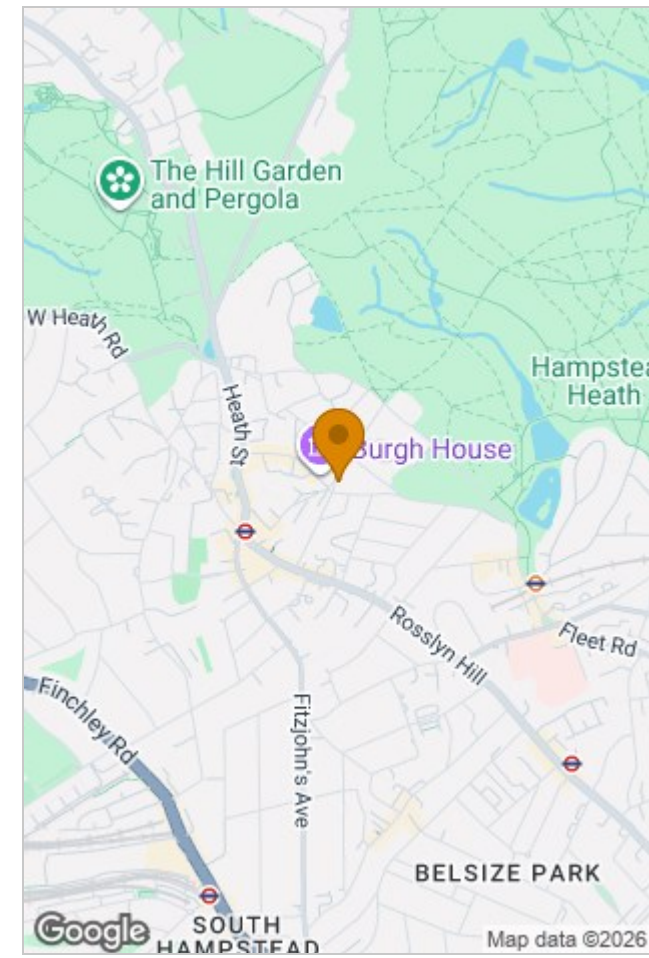 The Hill Garden
and Pergola
W Heath Rd
Heath St
Hampstea
Heath
Burgh House
Rosslyn Hill
Fleet Rd
Finchley Rd
Fitzjohn's Ave
BELSIZE PARK
SOUTH
HAMPSTEAD
Google
Map data ©2026